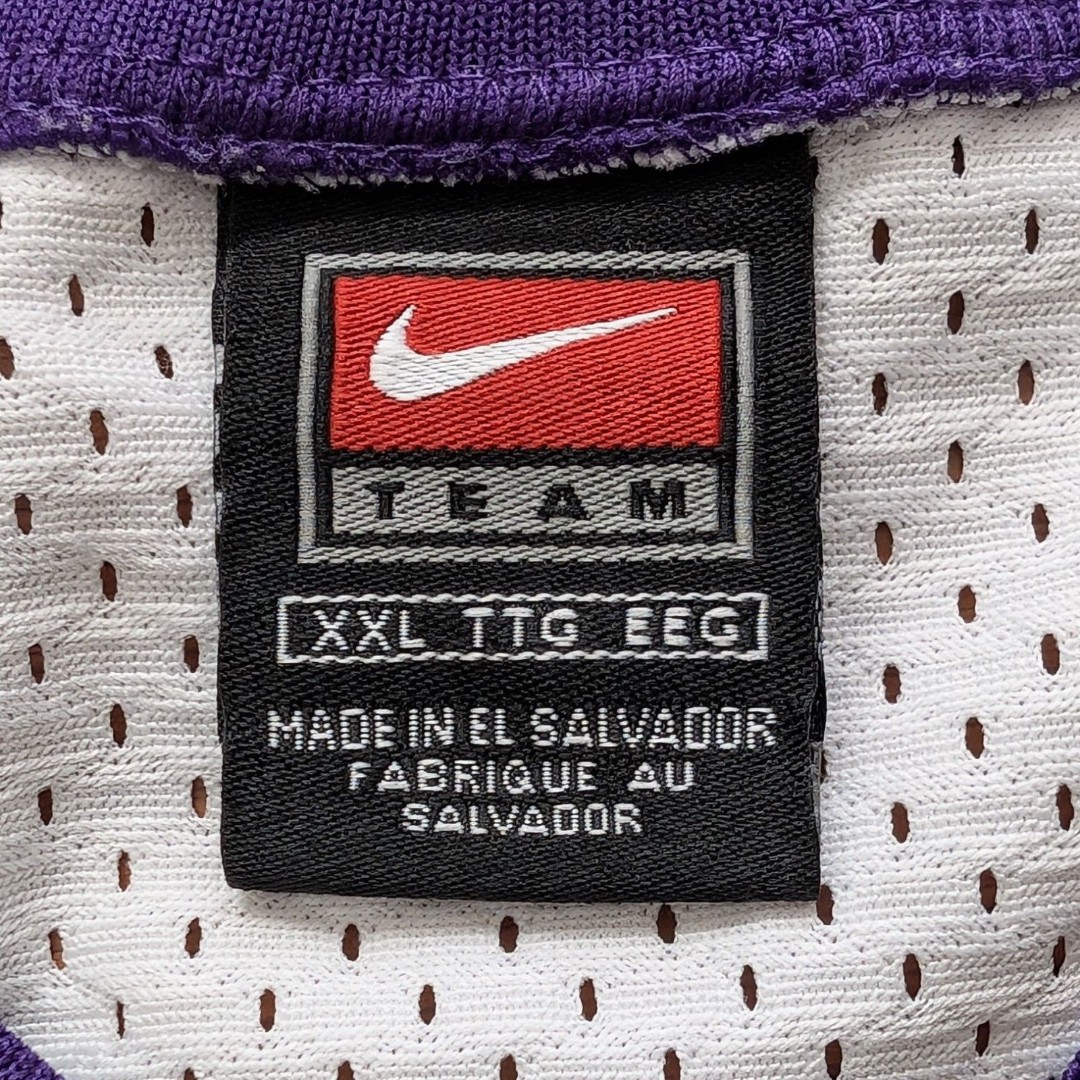 TEAM
XXL TTG EEG
MADE IN EL SALVADOR
FABRIQUE AU
SALVADOR